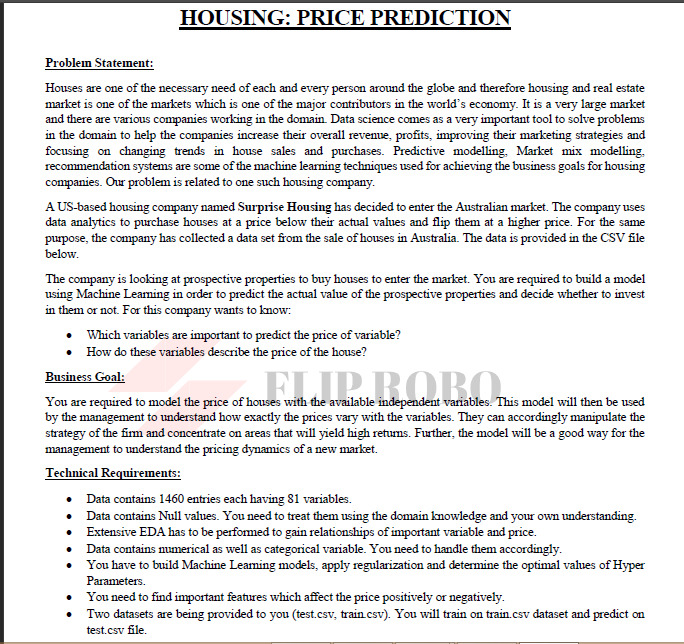 HOUSING: PRICE PREDICTION
Problem Statement:
Houses are one of the necessary need of each and every person around the globe and therefore housing and real estate
market is one of the markets which is one of the major contributors in the world's economy. It is a very large market
and there are various companies working in the domain. Data science comes as a very important tool to solve problems
in the domain to help the companies increase their overall revenue, profits, improving their marketing strategies and
focusing on changing trends in house sales and purchases. Predictive modelling, Market mix modelling,
recommendation systems are some of the machine learning techniques used for achieving the business goals for housing
companies. Our problem is related to one such housing company.
A US-based housing company named Surprise Housing has decided to enter the Australian market. The company uses
data analytics to purchase houses at a price below their actual values and flip them at a higher price. For the same
purpose, the company has collected a data set from the sale of houses in Australia. The data is provided in the CSV file
below.
The company is looking at prospective properties to buy houses to enter the market. You are required to build a model
using Machine Learning in order to predict the actual value of the prospective properties and decide whether to invest
in them or not. For this company wants to know:
• Which variables are important to predict the price of variable?
• How do these variables describe the price of the house?
Business Goal:
FLIP ROBO
You are required to model the price of houses with the available independent variables. This model will then be used
by the management to understand how exactly the prices vary with the variables. They can accordingly manipulate the
strategy of the firm and concentrate on areas that will yield high returns. Further, the model will be a good way for the
management to understand the pricing dynamics of a new market.
Technical Requirements:
• Data contains 1460 entries each having 81 variables.
• Data contains Null values. You need to treat them using the domain knowledge and your own understanding.
• Extensive EDA has to be performed to gain relationships of important variable and price.
• Data contains numerical as well as categorical variable. You need to handle them accordingly.
• You have to build Machine Learning models, apply regularization and determine the optimal values of Hyper
Parameters.
• You need to find important features which affect the price positively or negatively.
• Two datasets are being provided to you (test.csv, train.csv). You will train on train.csv dataset and predict on
test.csv file.